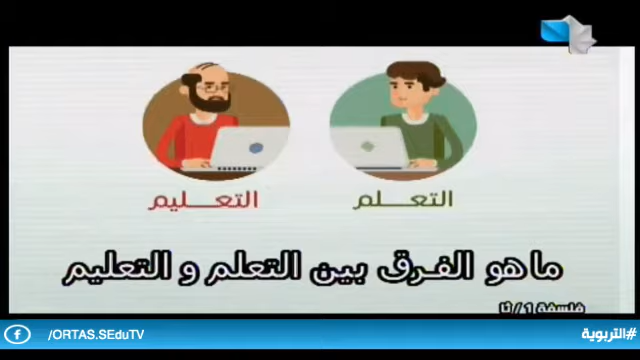 التعلم
التعليم
ما هو الفرق بين التعلم و التعليم
فلسفة 1 / ثا
#التربوية
/ORTAS.SEduTV